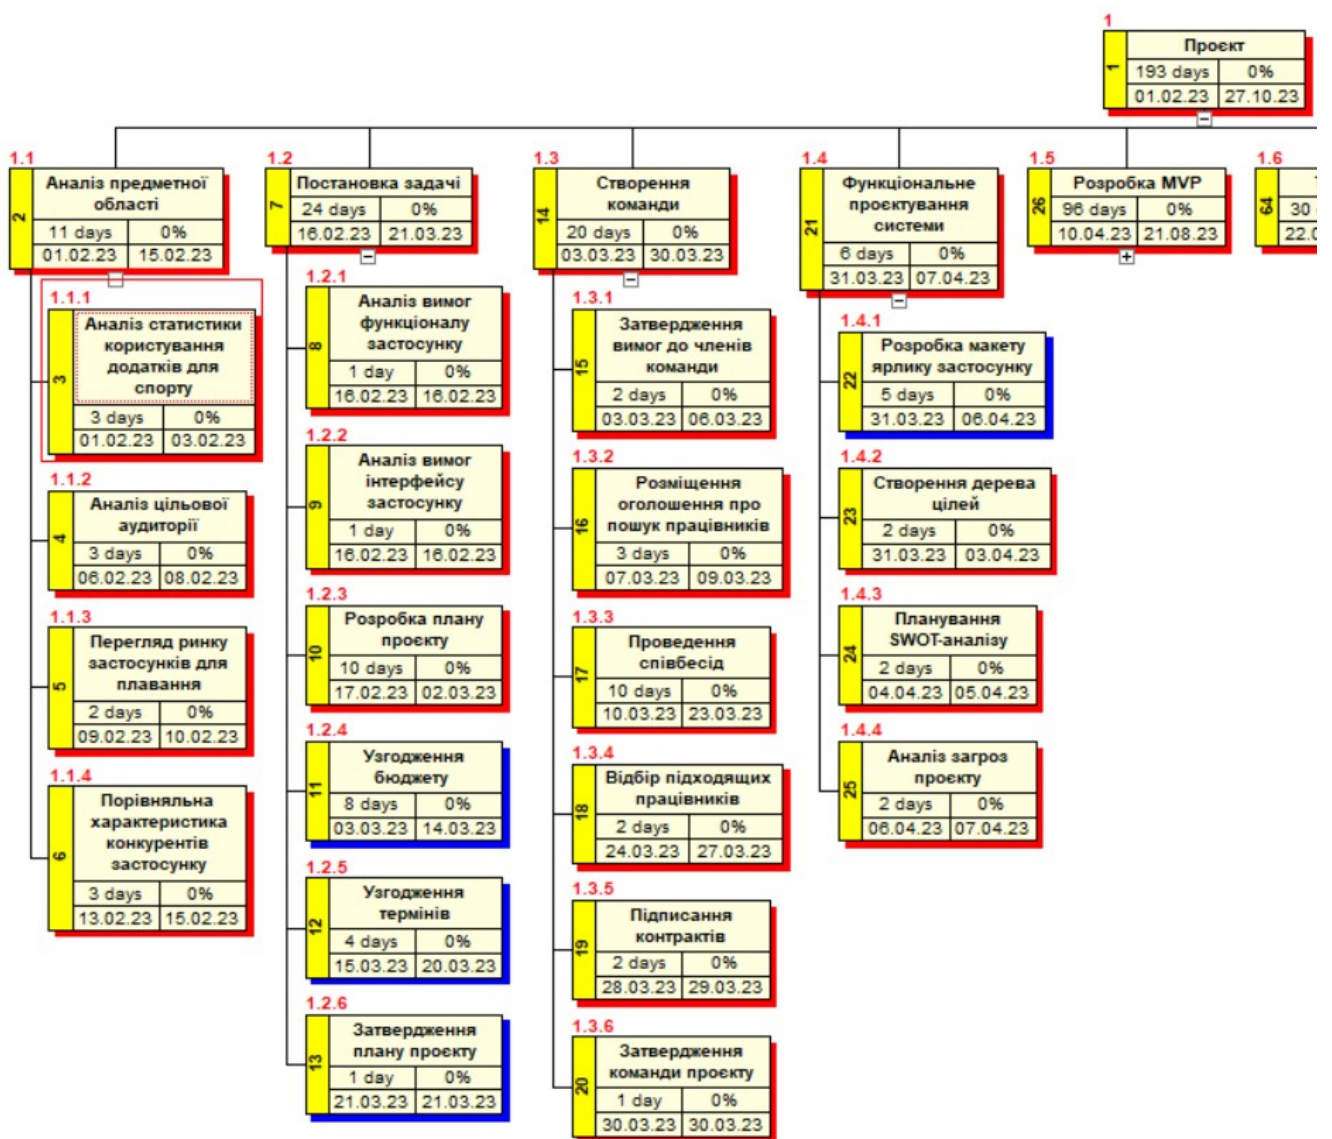 1
1
Проєкт
193 days 0%
01.02.23 27.10.23
1.1
2
Аналіз предметної
області
11 days 0%
01.02.23 15.02.23
1.1.1
3
Аналіз статистики
користування
додатків для
спорту
3 days 0%
01.02.23 03.02.23
1.1.2
4
Аналіз цільової
аудиторії
3 days 0%
06.02.23 08.02.23
1.1.3
5
Перегляд ринку
застосунків для
плавання
2 days 0%
09.02.23 10.02.23
1.1.4
6
Порівняльна
характеристика
конкурентів
застосунку
3 days 0%
13.02.23 15.02.23
1.2
7
Постановка задачі
24 days 0%
16.02.23 21.03.23
1.2.1
8
Аналіз вимог
функціоналу
застосунку
1 day 0%
16.02.23 16.02.23
1.2.2
9
Аналіз вимог
інтерфейсу
застосунку
1 day 0%
16.02.23 16.02.23
1.2.3
10
Розробка плану
проєкту
10 days 0%
17.02.23 02.03.23
1.2.4
11
Узгодження
бюджету
8 days 0%
03.03.23 14.03.23
1.2.5
12
Узгодження
термінів
4 days 0%
15.03.23 20.03.23
1.2.6
13
Затвердження
плану проєкту
1 day 0%
21.03.23 21.03.23
1.3
14
Створення
команди
20 days 0%
03.03.23 30.03.23
1.3.1
15
Затвердження
вимог до членів
команди
2 days 0%
03.03.23 06.03.23
1.3.2
16
Розміщення
оголошення про
пошук працівників
3 days 0%
07.03.23 09.03.23
1.3.3
17
Проведення
співбесід
10 days 0%
10.03.23 23.03.23
1.3.4
18
Відбір підходящих
працівників
2 days 0%
24.03.23 27.03.23
1.3.5
19
Підписання
контрактів
2 days 0%
28.03.23 29.03.23
1.3.6
20
Затвердження
команди проєкту
1 day 0%
30.03.23 30.03.23
1.4
21
Функціональне
проєктування
системи
6 days 0%
31.03.23 07.04.23
1.4.1
22
Розробка макету
ярлику застосунку
5 days 0%
31.03.23 06.04.23
1.4.2
23
Створення дерева
цілей
2 days 0%
31.03.23 03.04.23
1.4.3
24
Планування
SWOT-аналізу
2 days 0%
04.04.23 05.04.23
1.4.4
25
Аналіз загроз
проєкту
2 days 0%
06.04.23 07.04.23
1.5
26
Розробка MVP
96 days 0%
10.04.23 21.08.23
1.6
64
30
22.0